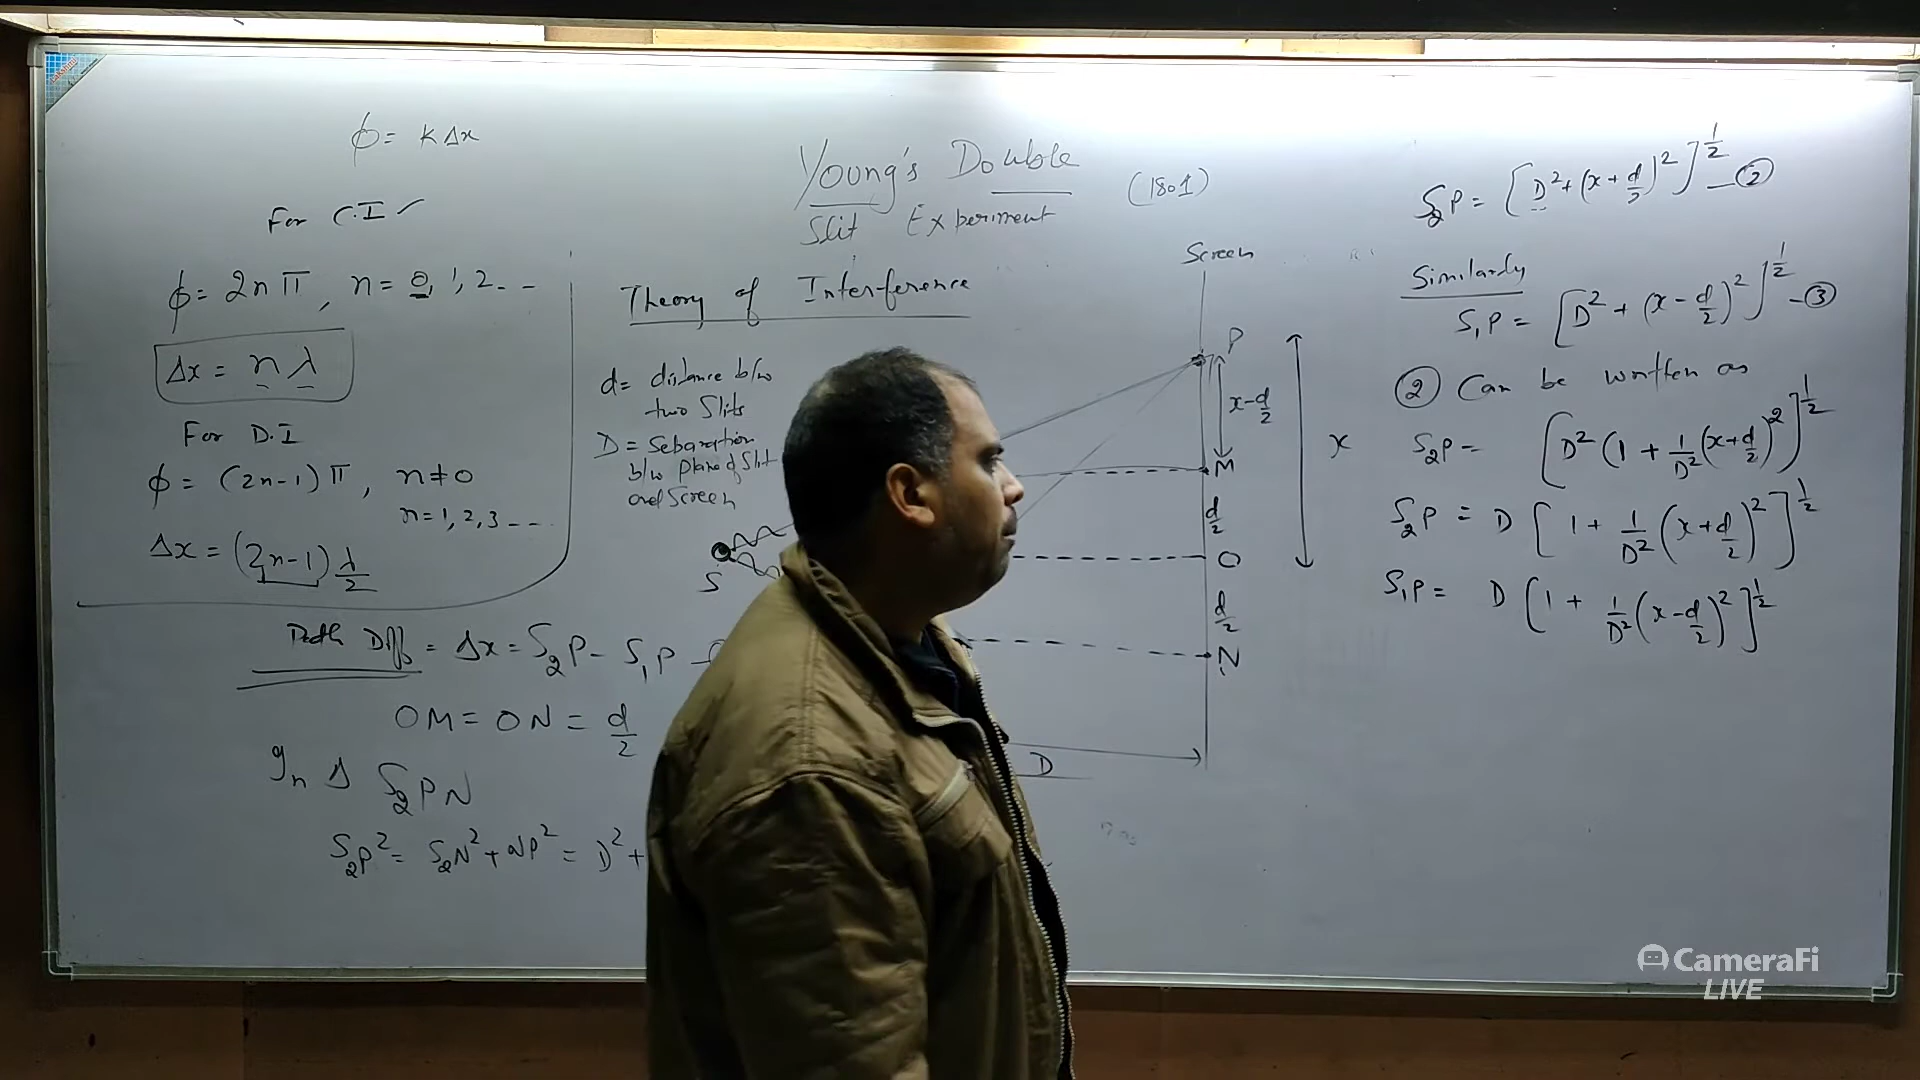 ϕ = K Δx
For C.I ✓
ϕ = 2nπ, n = 0, 1, 2 - -
Δx = nλ
For D.I
ϕ = (2n-1)π, n ≠ 0
n = 1, 2, 3 - - -
Δx = (2n-1) λ/2
Path Diff = Δx = S₂P - S₁P -
OM = ON = d/2
In Δ S₂PN
S₂P² = S₂N² + NP² = D² +
Young's Double
Slit Experiment
(1801)
Theory of Interference
d = distance b/w
two Slits
D = Sebaration
b/w plane of Slit
and Screen
S
Screen
P
x-d/2
x
M
d/2
O
d/2
N
D
S₂P = [D² + (x + d/2)²]^1/2 — ②
Similarly
S₁P = [D² + (x - d/2)²]^1/2 — ③
② Can be written as
S₂P = [D² (1 + 1/D² (x+d/2)²]^1/2
S₂P = D [1 + 1/D² (x+d/2)²]^1/2
S₁P = D [1 + 1/D² (x-d/2)²]^1/2
CameraFi
LIVE